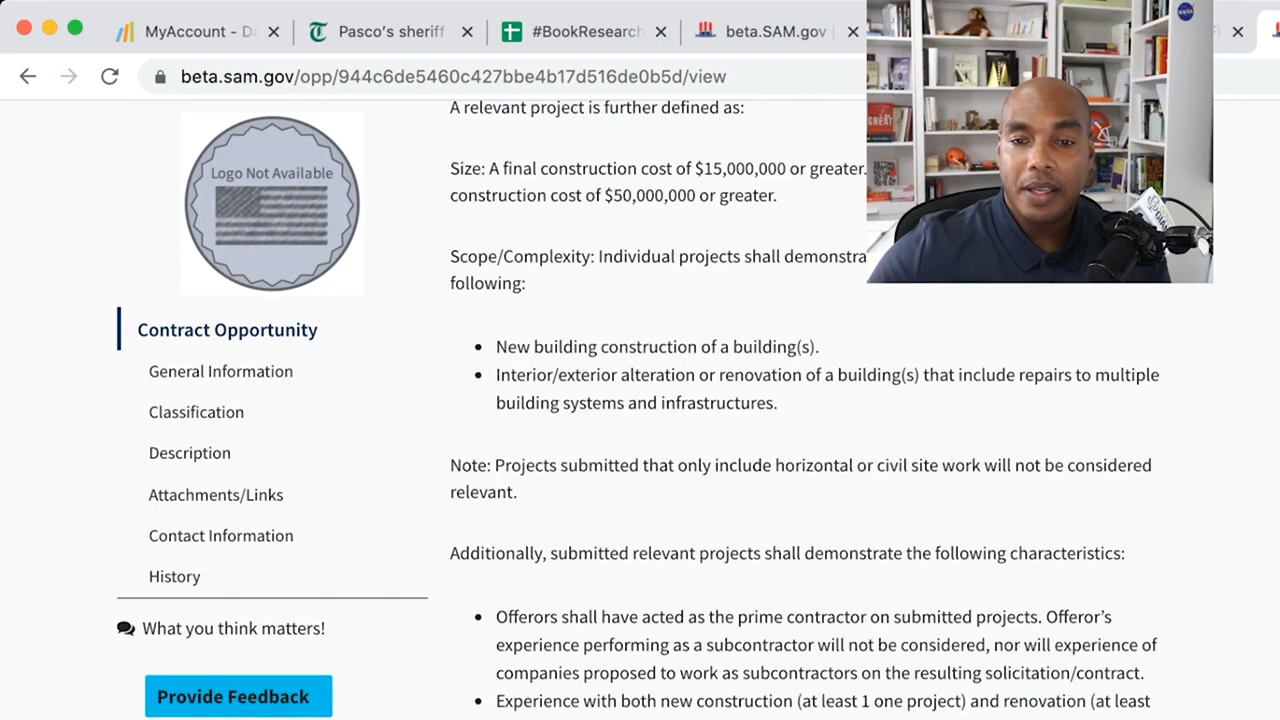 MyAccount - D
Pasco's sheriff
#BookResearch
beta.SAM.gov
beta.sam.gov/opp/944c6de5460c427bbe4b17d516de0b5d/view
A relevant project is further defined as:
Logo Not Available
Size: A final construction cost of $15,000,000 or greater.
construction cost of $50,000,000 or greater.
Scope/Complexity: Individual projects shall demonstra
following:
Contract Opportunity
General Information
Classification
Description
Attachments/Links
Contact Information
History
What you think matters!
Provide Feedback
• New building construction of a building(s).
• Interior/exterior alteration or renovation of a building(s) that include repairs to multiple
building systems and infrastructures.
Note: Projects submitted that only include horizontal or civil site work will not be considered
relevant.
Additionally, submitted relevant projects shall demonstrate the following characteristics:
• Offerors shall have acted as the prime contractor on submitted projects. Offeror's
experience performing as a subcontractor will not be considered, nor will experience of
companies proposed to work as subcontractors on the resulting solicitation/contract.
• Experience with both new construction (at least 1 one project) and renovation (at least
NASA
GREAT